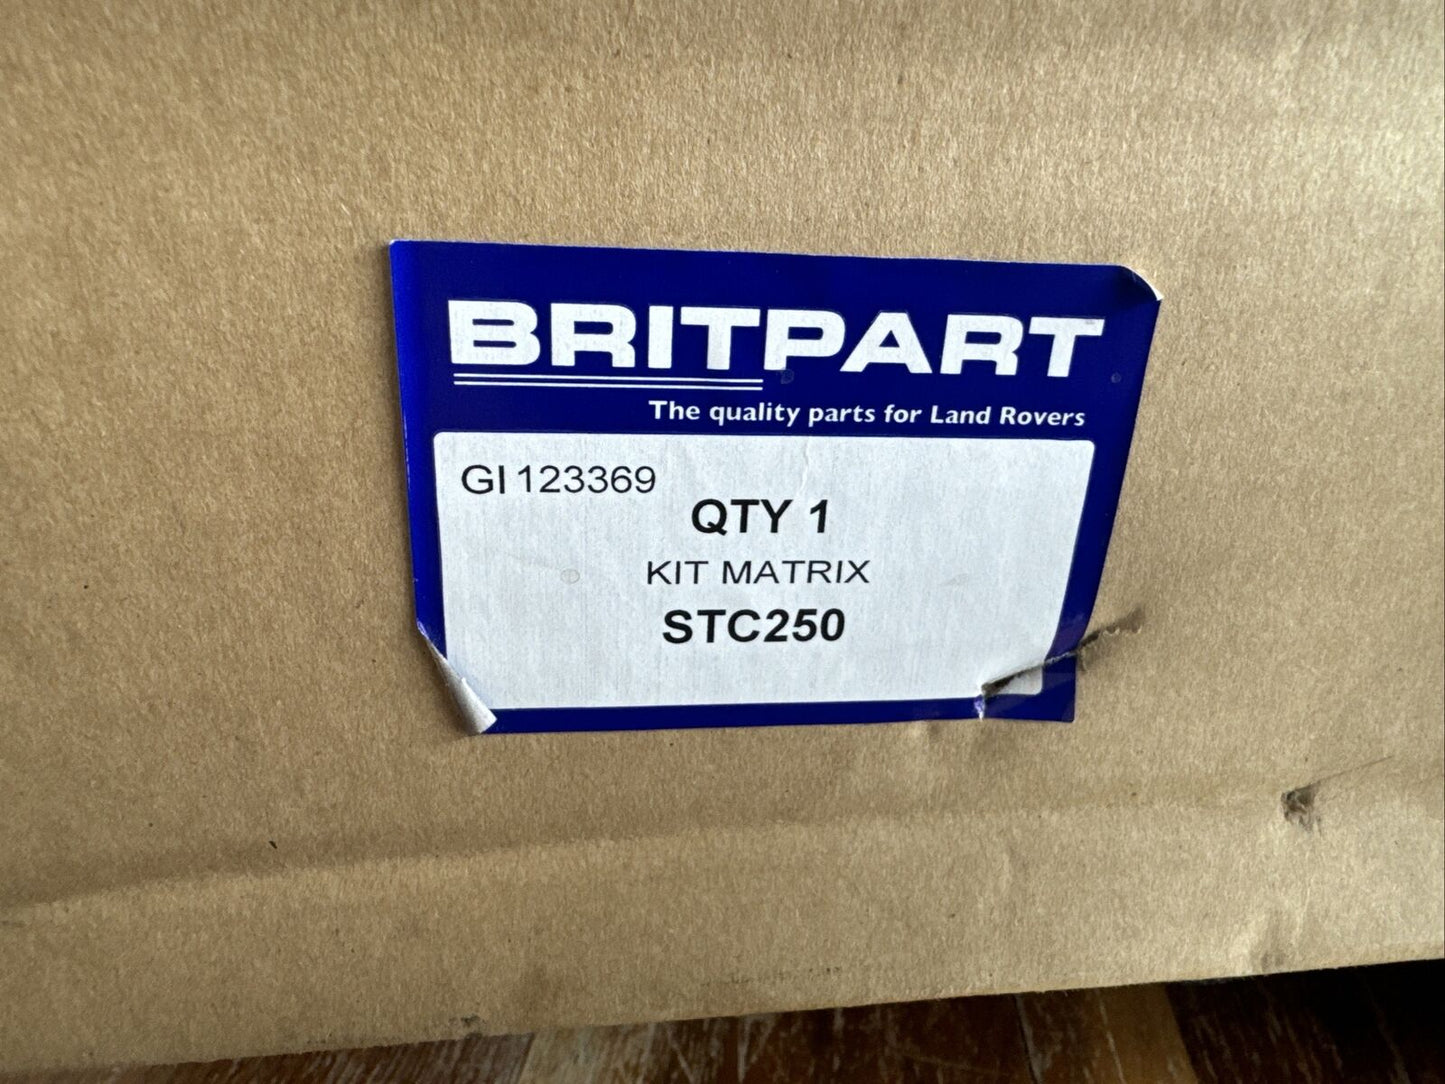 BRITPART
The quality parts for Land Rovers
GI 123369
QTY 1
KIT MATRIX
STC250